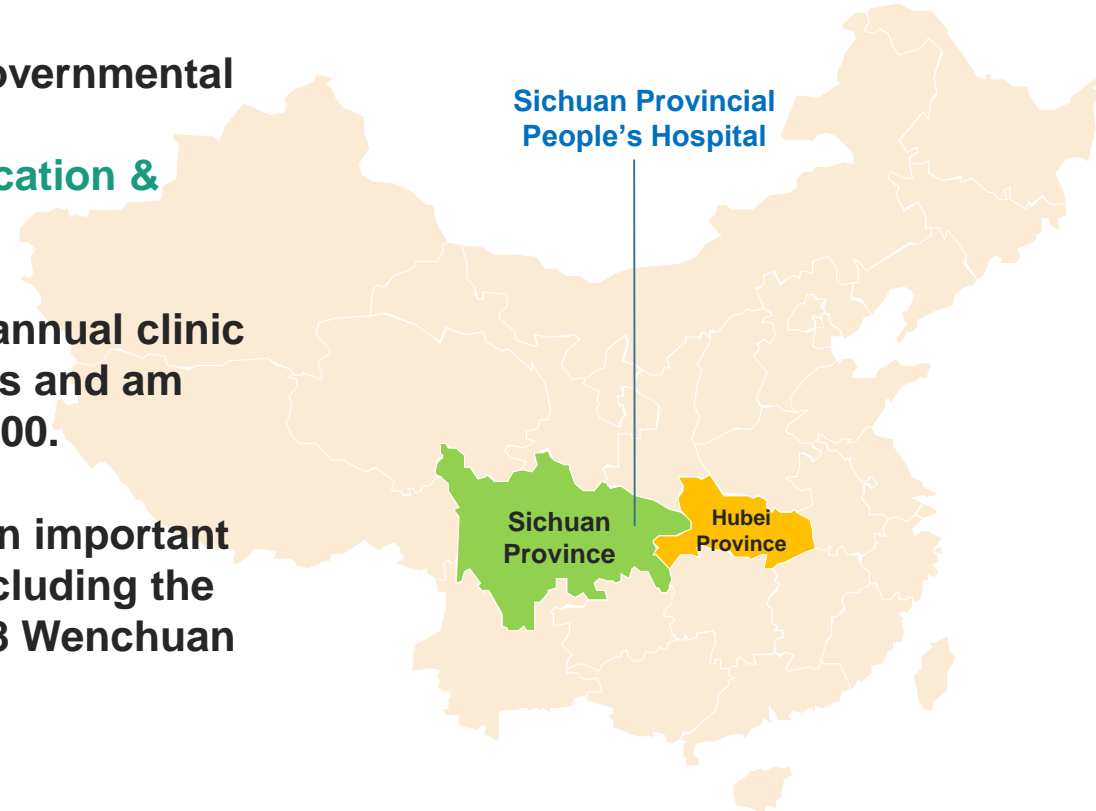 overnmental
cation &
annual clinic
s and am
00.
n important
cluding the
8 Wenchuan
Sichuan Provincial
People's Hospital
Sichuan
Province
Hubei
Province